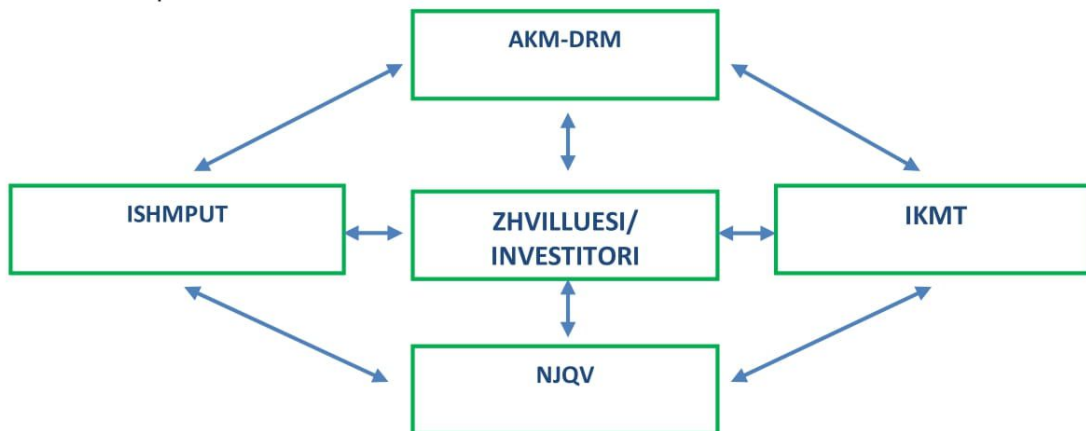 AKM-DRM
ISHMPUT
ZHVILLUESI/
INVESTITORI
IKMT
NJQV